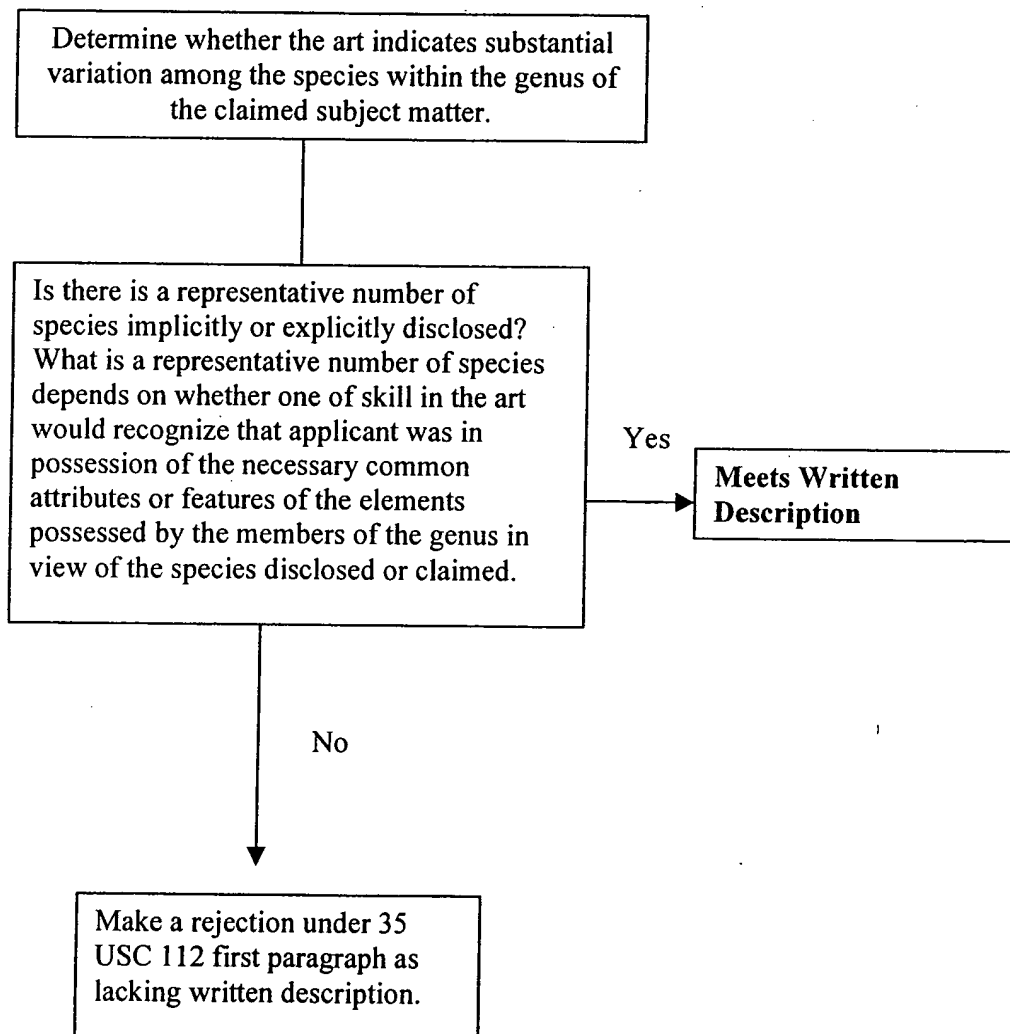 Determine whether the art indicates substantial
variation among the species within the genus of
the claimed subject matter.
Is there is a representative number of
species implicitly or explicitly disclosed?
What is a representative number of species
depends on whether one of skill in the art
would recognize that applicant was in
possession of the necessary common
attributes or features of the elements
possessed by the members of the genus in
view of the species disclosed or claimed.
Yes
Meets Written
Description
No
Make a rejection under 35
USC 112 first paragraph as
lacking written description.